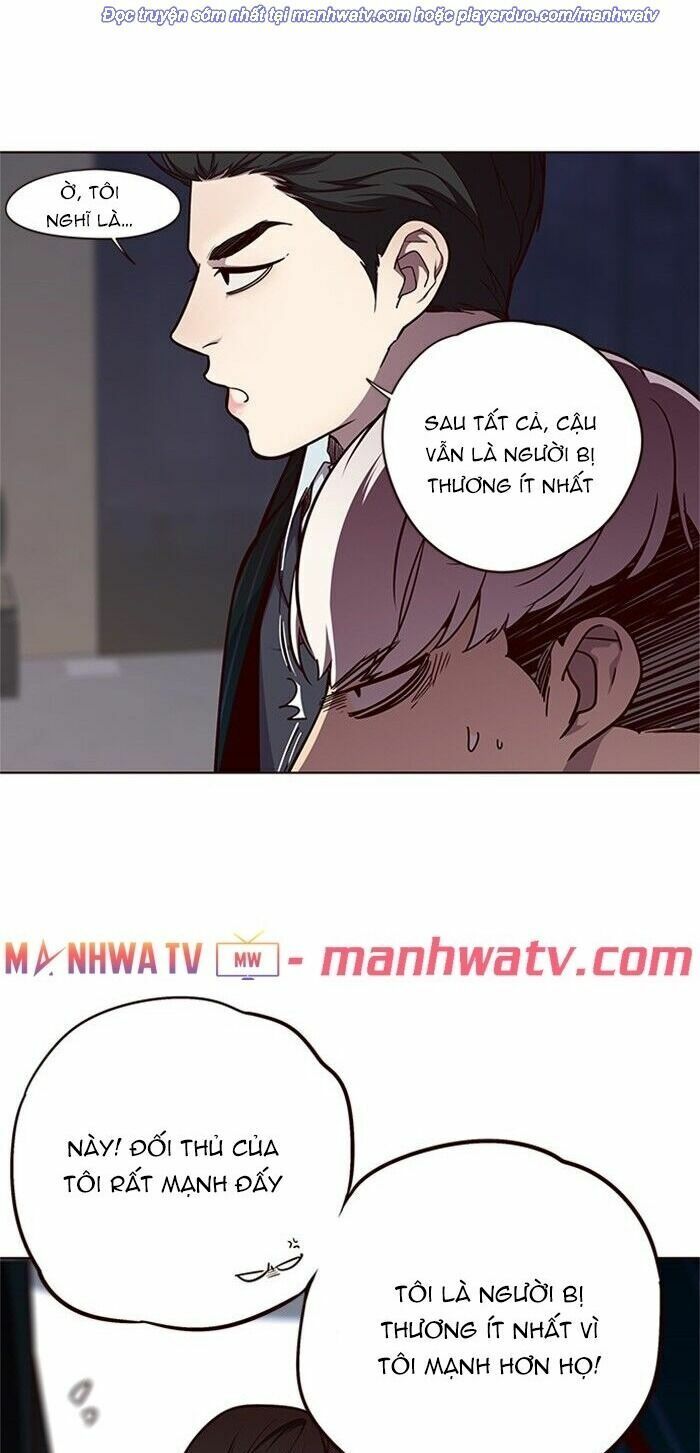 Đọc truyện sớm nhất tại manhwatv.com hoặc playerduo.com/manhwatv
Ờ, TÔI
NGHĨ LÀ...
SAU TẤT CẢ, CẬU
VẪN LÀ NGƯỜI BỊ
THƯƠNG ÍT NHẤT
MANHWA TV MW - manhwatv.com
NÀY! ĐỐI THỦ CỦA
TÔI RẤT MẠNH ĐẤY
TÔI LÀ NGƯỜI BỊ
THƯƠNG ÍT NHẤT VÌ
TÔI MẠNH HƠN HỌ!